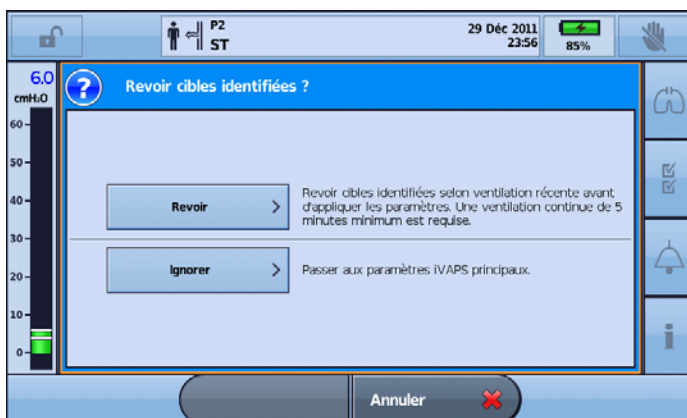 P2
ST
29 Déc 2011
23:56
85%
6.0
cmH₂O
Revoir cibles identifiées ?
60
50
40
30
20
10
0
Revoir
Revoir cibles identifiées selon ventilation récente avant
d'appliquer les paramètres. Une ventilation continue de 5
minutes minimum est requise.
Ignorer
Passer aux paramètres iVAPS principaux.
Annuler